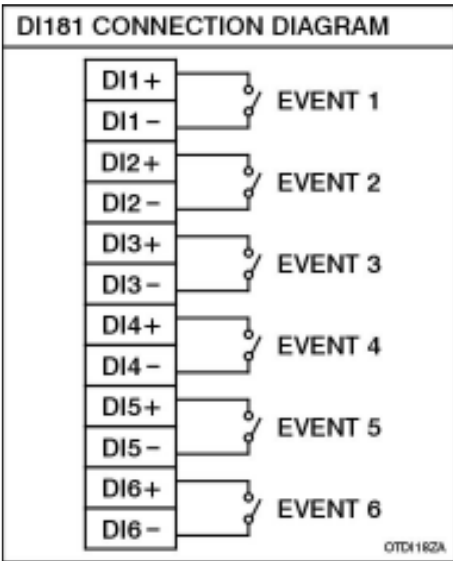 DI181 CONNECTION DIAGRAM
DI1+
EVENT 1
DI1-
DI2+
EVENT 2
DI2-
DI3+
EVENT 3
DI3-
DI4+
EVENT 4
DI4-
DI5+
EVENT 5
DI5-
DI6+
EVENT 6
DI6-